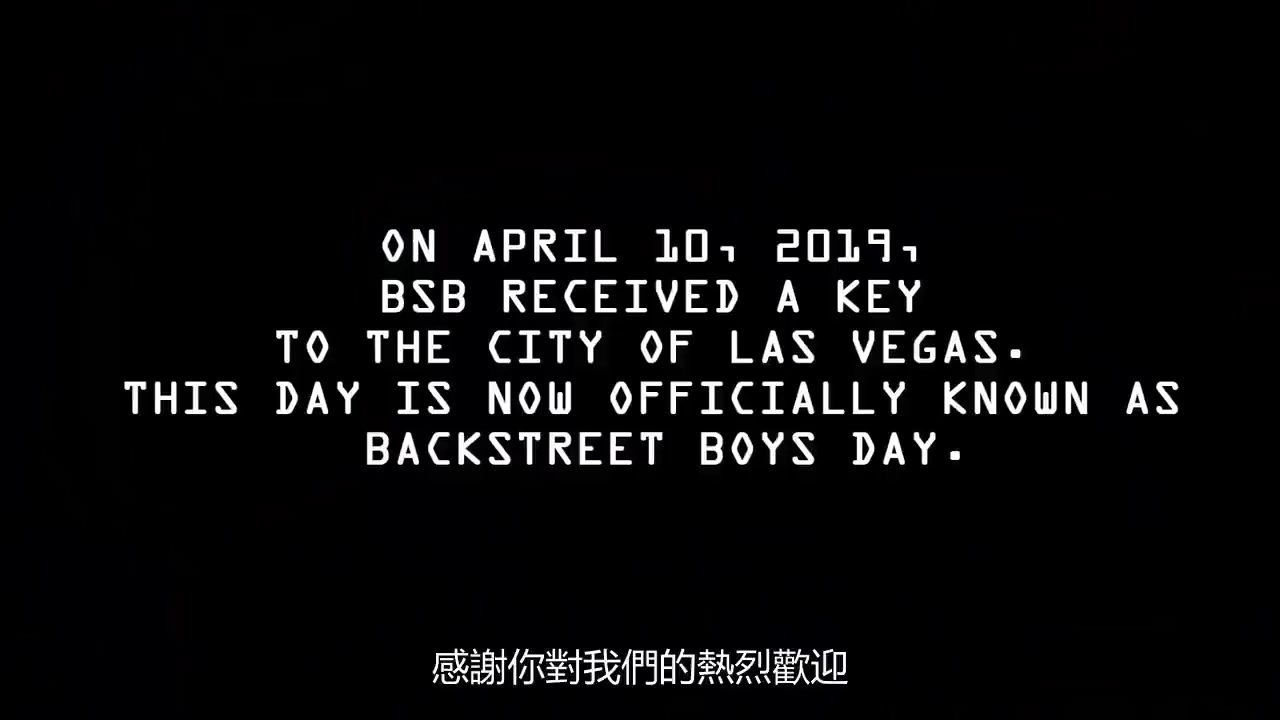 ON APRIL 10, 2019,
BSB RECEIVED A KEY
TO THE CITY OF LAS VEGAS.
THIS DAY IS NOW OFFICIALLY KNOWN AS
BACKSTREET BOYS DAY.
感謝你對我們的熱烈歡迎